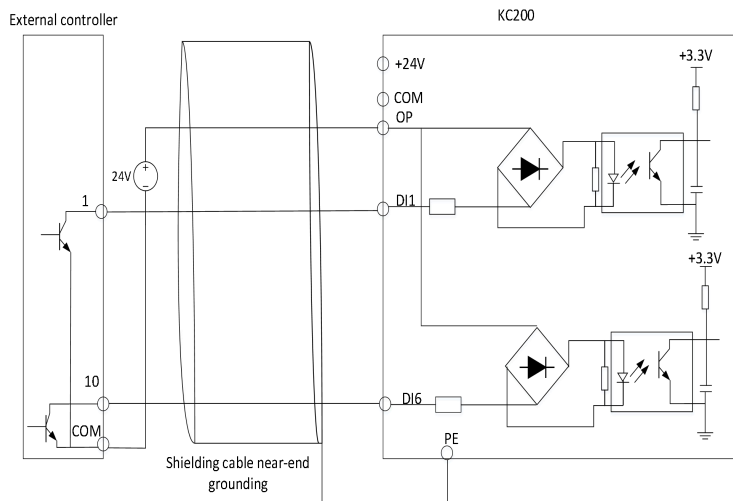 External controller
KC200
+24V
+3.3V
COM
OP
+
24V
−
1
DI1
+3.3V
10
DI6
COM
PE
Shielding cable near-end
grounding